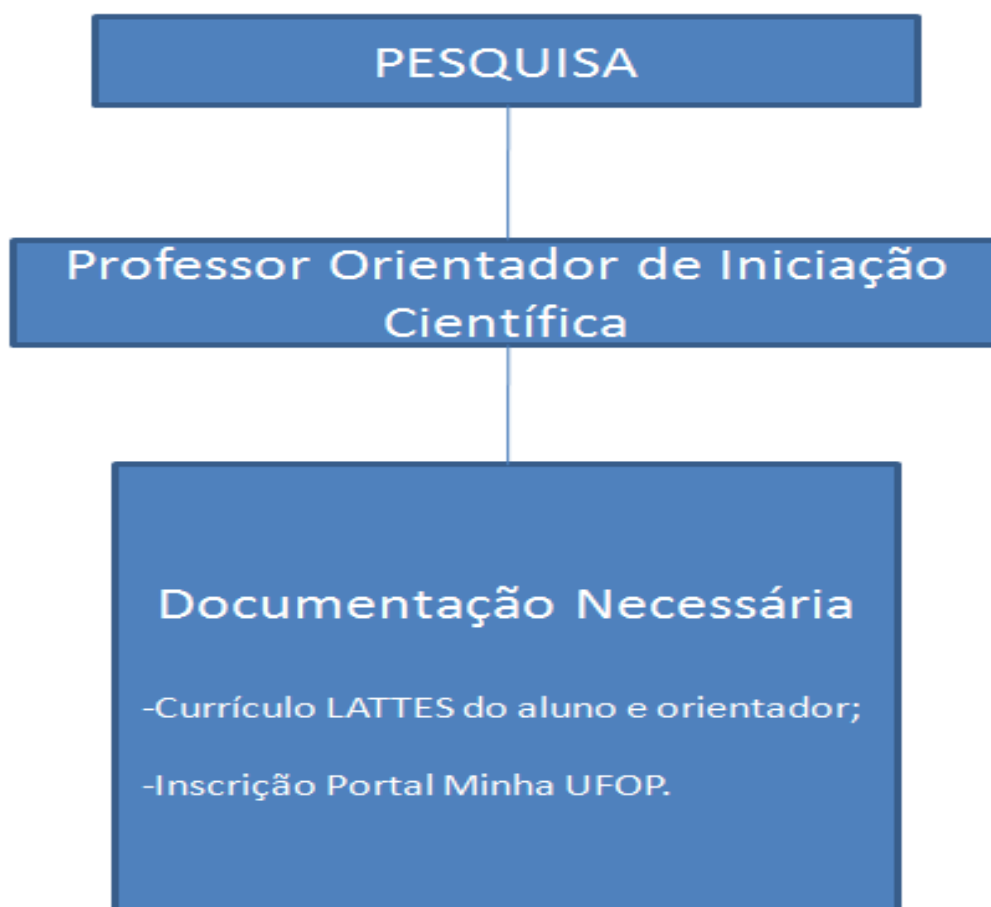 PESQUISA
Professor Orientador de Iniciação
Científica
Documentação Necessária
-Currículo LATTES do aluno e orientador;
-Inscrição Portal Minha UFOP.